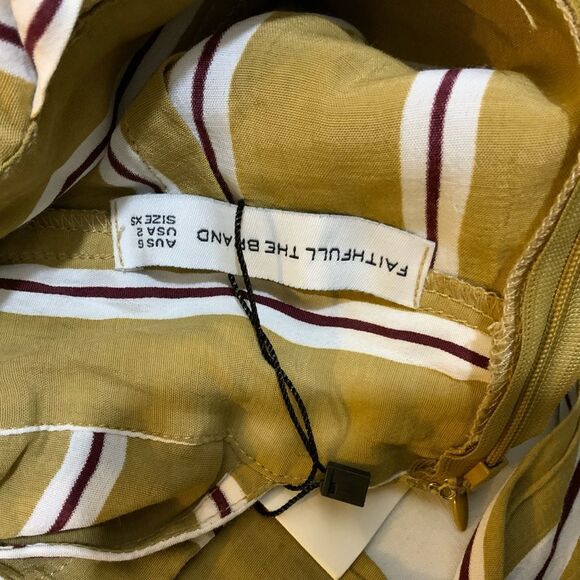 FAITHFULL THE BRAND
AUS 6
USA 2
SIZE XS